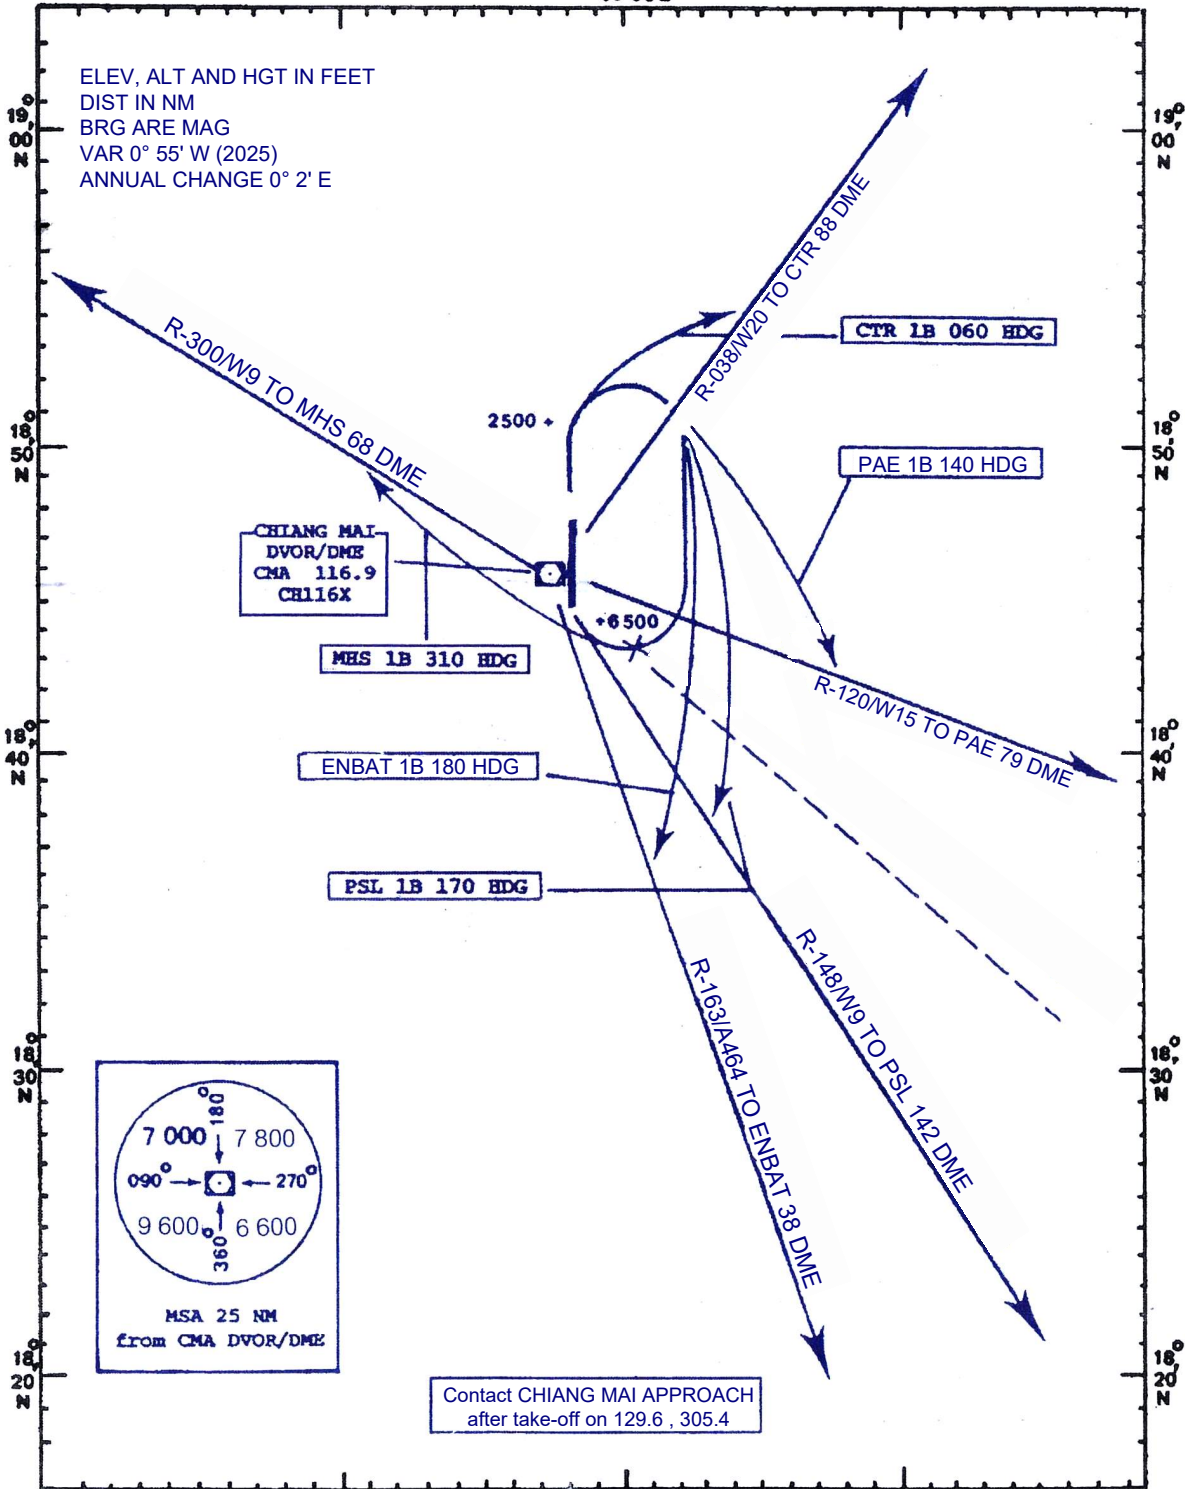 ELEV, ALT AND HGT IN FEET
DIST IN NM
BRG ARE MAG
VAR 0° 55' W (2025)
ANNUAL CHANGE 0° 2' E
19° 00' N
19° 00' N
R-038/W20 TO CTR 88 DME
R-300/W9 TO MHS 68 DME
CTR 1B 060 HDG
2500 +
18° 50' N
18° 50' N
PAE 1B 140 HDG
CHIANG MAI
DVOR/DME
CMA 116.9
CH116X
+6 500
MHS 1B 310 HDG
R-120/W15 TO PAE 79 DME
18° 40' N
18° 40' N
ENBAT 1B 180 HDG
PSL 1B 170 HDG
R-148/W9 TO PSL 142 DME
R-163/A464 TO ENBAT 38 DME
18° 30' N
18° 30' N
180°
7 000 7 800
090° 270°
9 600 6 600
360°
MSA 25 NM
from CMA DVOR/DME
18° 20' N
18° 20' N
Contact CHIANG MAI APPROACH
after take-off on 129.6 , 305.4